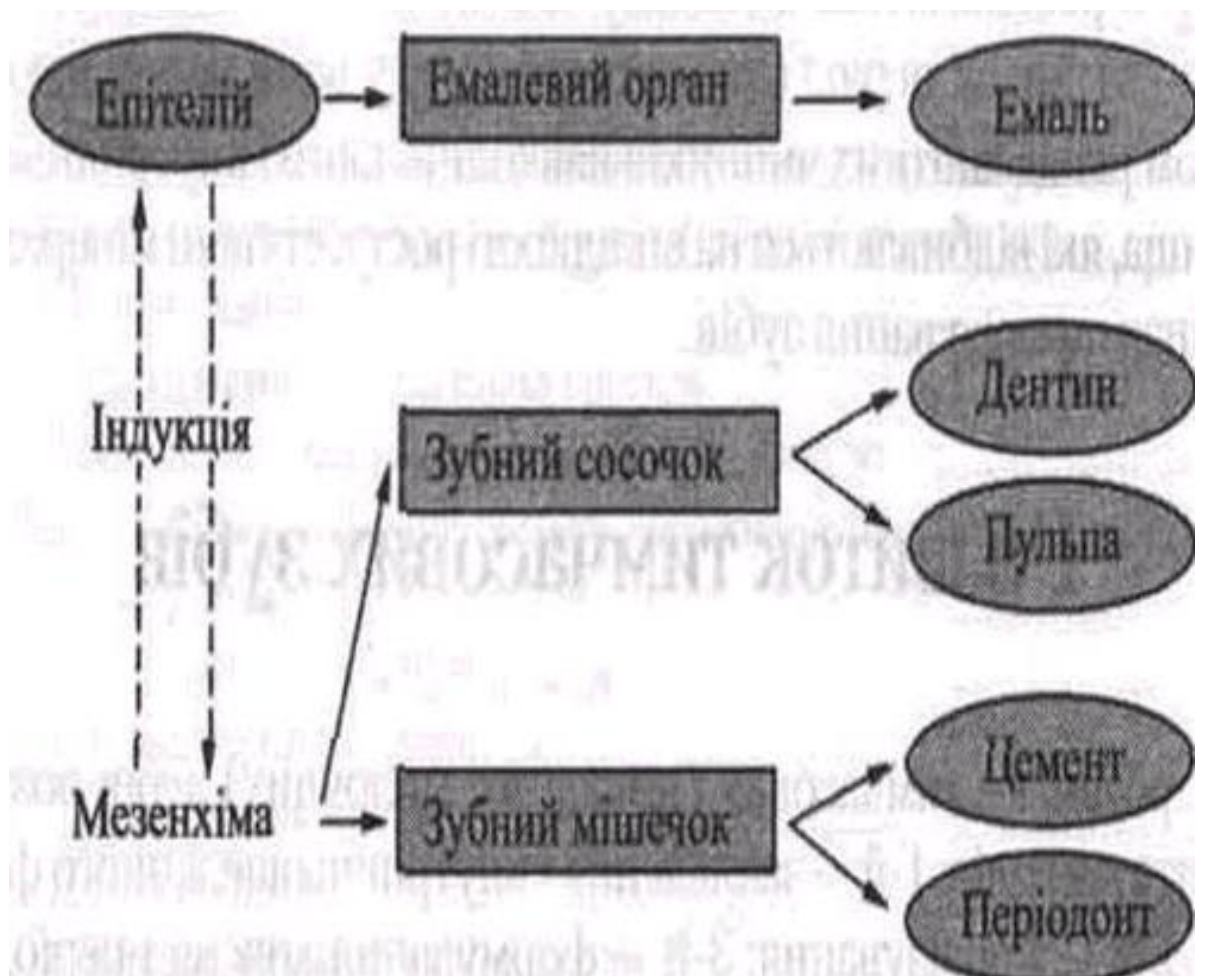 Епітелій
Емалевий орган
Емаль
Індукція
Зубний сосочок
Дентин
Пульпа
Мезенхіма
Зубний мішечок
Цемент
Періодонт